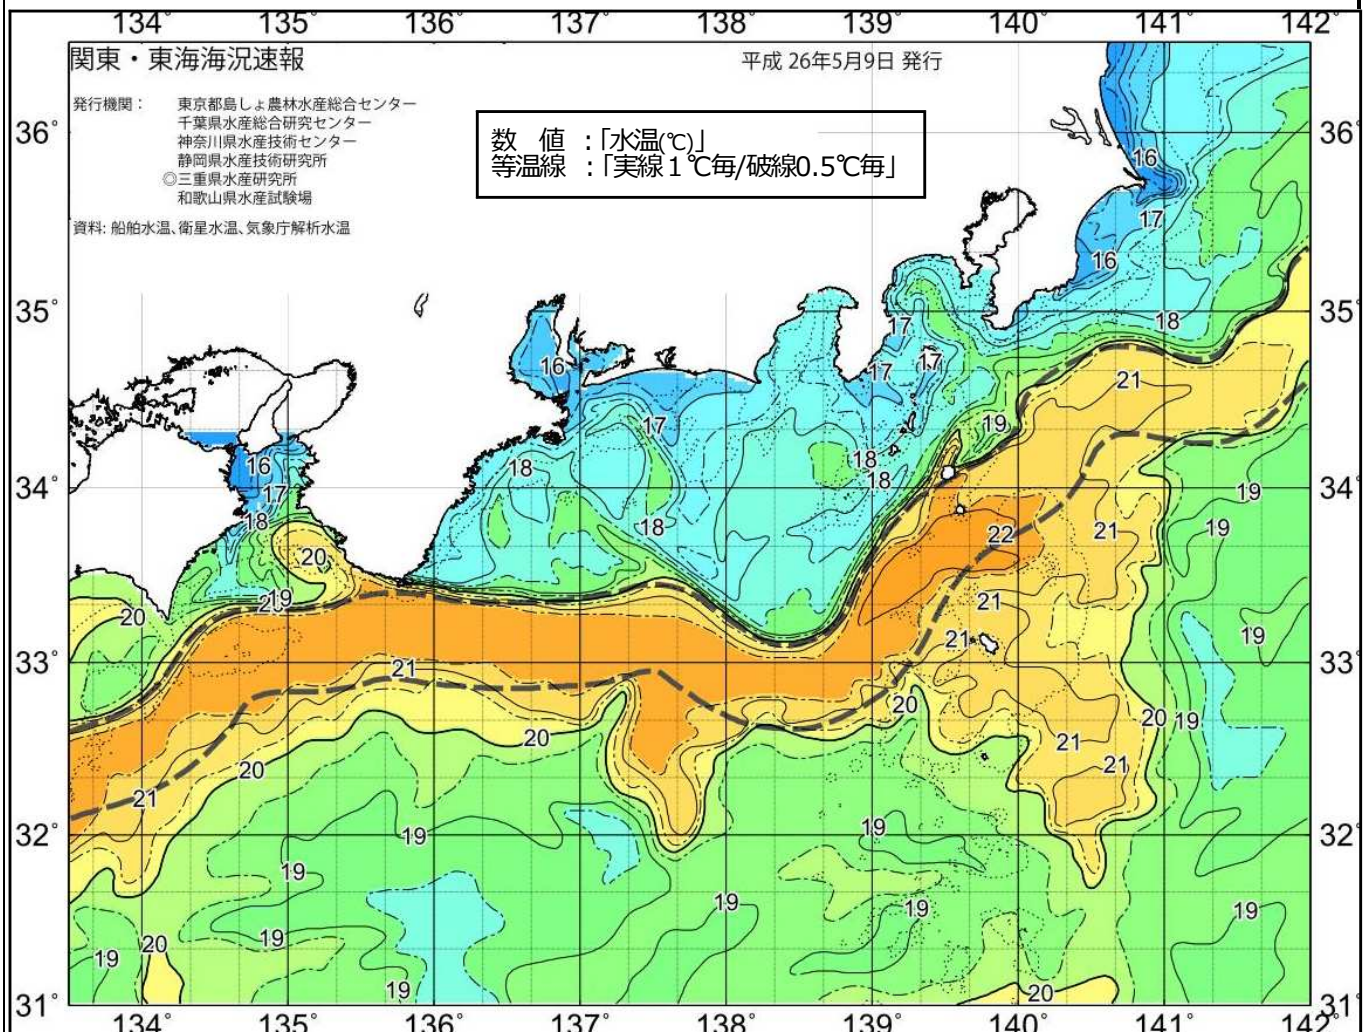 134° 135° 136° 137° 138° 139° 140° 141° 142°
関東・東海海況速報
平成 26年5月9日 発行
発行機関： 東京都島しょ農林水産総合センター
千葉県水産総合研究センター
神奈川県水産技術センター
静岡県水産技術研究所
◎三重県水産研究所
和歌山県水産試験場
資料: 船舶水温、衛星水温、気象庁解析水温
数 値 ：「水温(℃)」
等温線 ：「実線１℃毎/破線0.5℃毎」
36° 36°
16
17
16
35° 35°
18
17
16 17 17
21
17 19
16 18 18
17 18 34° 34°
19
18 18 22 21 19
20
20 20 19 21
21 19
33° 33°
21
20 20 19
20 21
20 21
21
19 19
32° 32°
19
19 19 19
19 20 19
19 20
31° 31°
134 135 136 137 138 139 140 141 142°